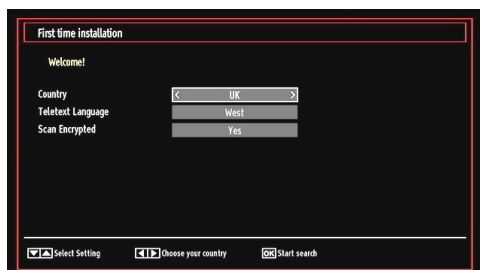 First time installation
Welcome!
Country < UK >
Teletext Language West
Scan Encrypted Yes
Select Setting Choose your country OK Start search